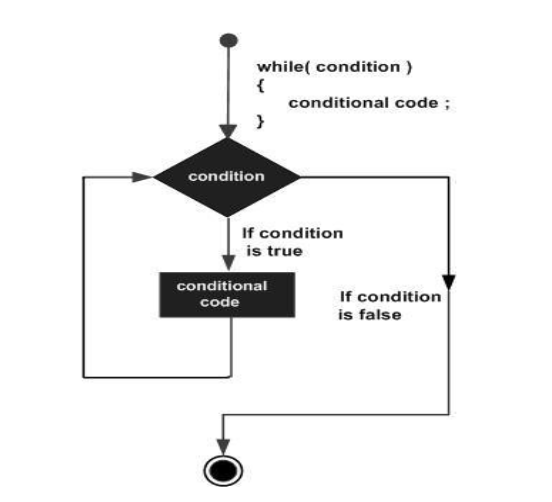 while( condition )
{
conditional code ;
}
condition
If condition
is true
conditional
code
If condition
is false